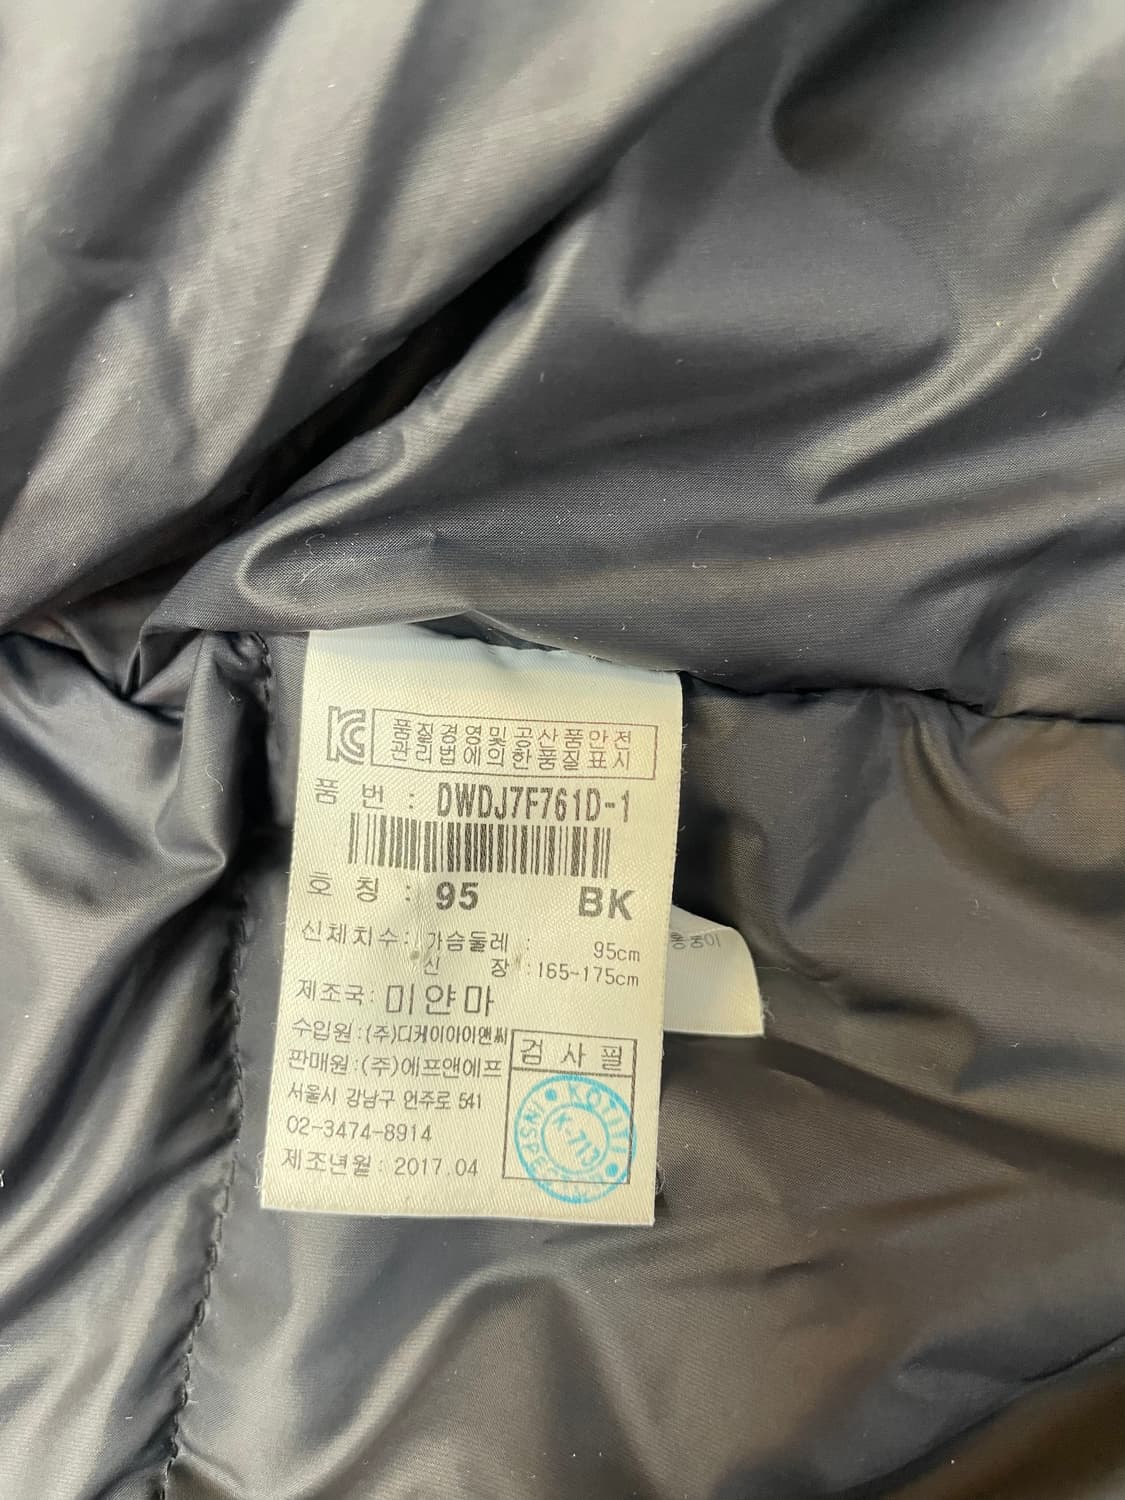 품질경영및공산품안전
관리법에의한품질표시
품 번 : DWDJ7F761D-1
호 칭 : 95 BK
신체치수: 가슴둘레 : 95cm
신 장 :165~175cm
제조국: 미얀마
수입원 :(주)디케이아이앤씨
판매원 :(주)에프앤에프
서울시 강남구 언주로 541
02-3474-8914
제조년월: 2017.04
검 사 필
KOTITI
K-713